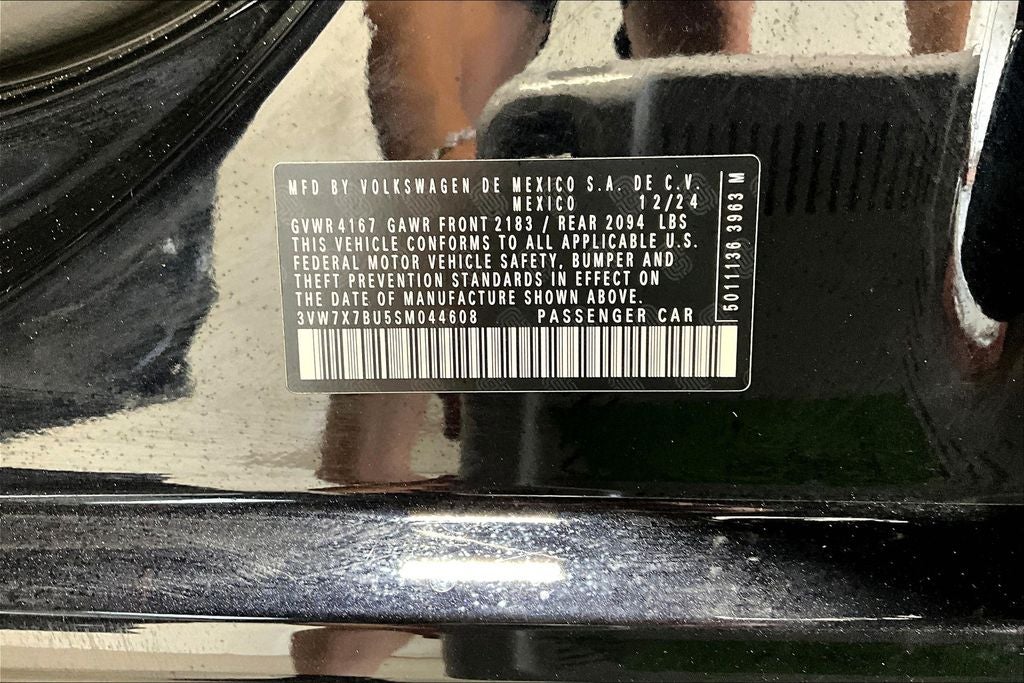 MFD BY VOLKSWAGEN DE MEXICO S.A. DE C.V.
MEXICO 12/24
GVWR 4167 GAWR FRONT 2183 / REAR 2094 LBS
THIS VEHICLE CONFORMS TO ALL APPLICABLE U.S.
FEDERAL MOTOR VEHICLE SAFETY, BUMPER AND
THEFT PREVENTION STANDARDS IN EFFECT ON
THE DATE OF MANUFACTURE SHOWN ABOVE.
3VW7X7BU5SM044608 PASSENGER CAR
5011136 3963 M